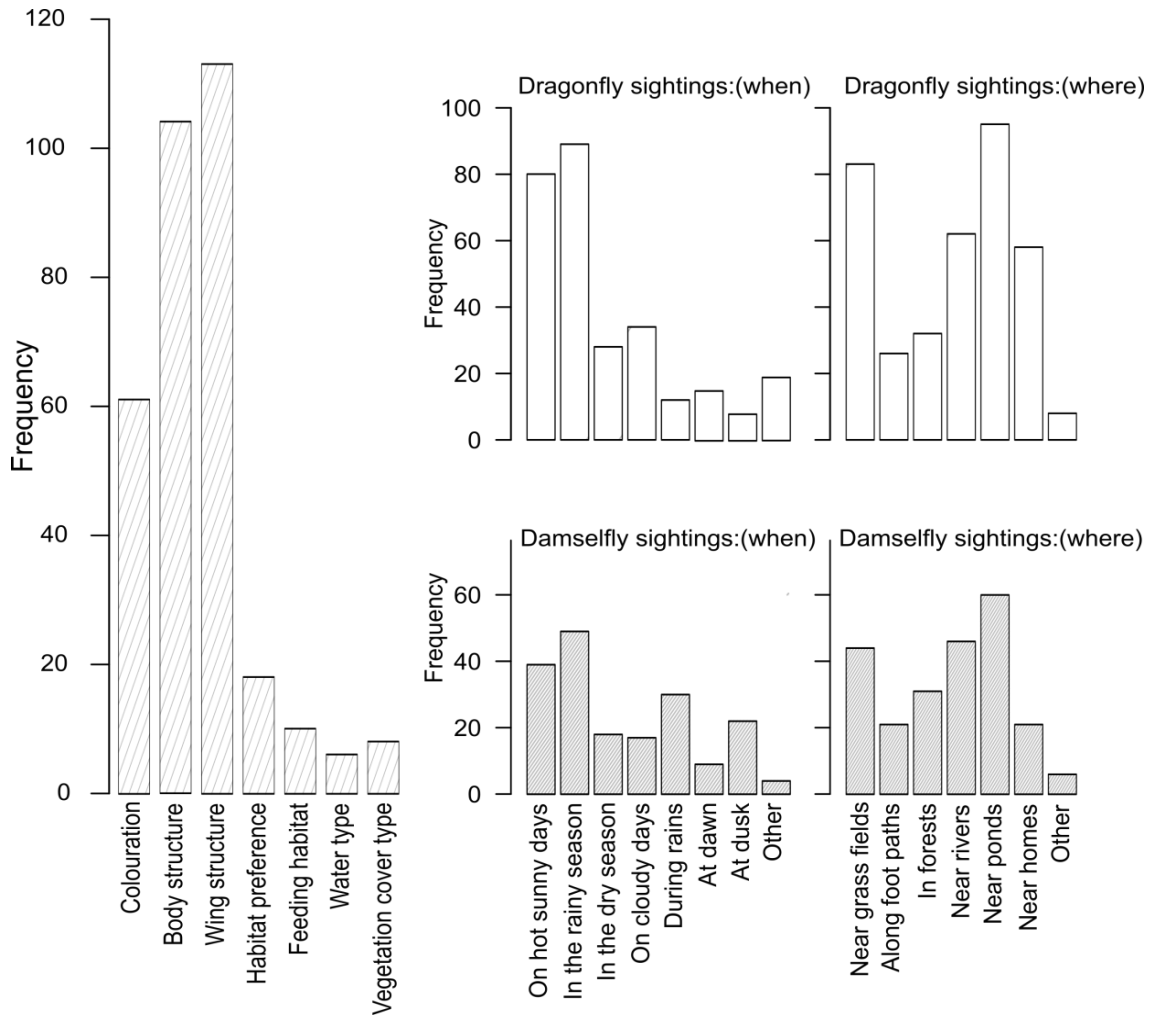 120
100
80
60
40
20
0
Frequency
Colouration
Body structure
Wing structure
Habitat preference
Feeding habitat
Water type
Vegetation cover type
Dragonfly sightings:(when)
100
80
60
40
20
0
Frequency
Dragonfly sightings:(where)
Damselfly sightings:(when)
60
40
20
0
Frequency
On hot sunny days
In the rainy season
In the dry season
On cloudy days
During rains
At dawn
At dusk
Other
Damselfly sightings:(where)
Near grass fields
Along foot paths
In forests
Near rivers
Near ponds
Near homes
Other